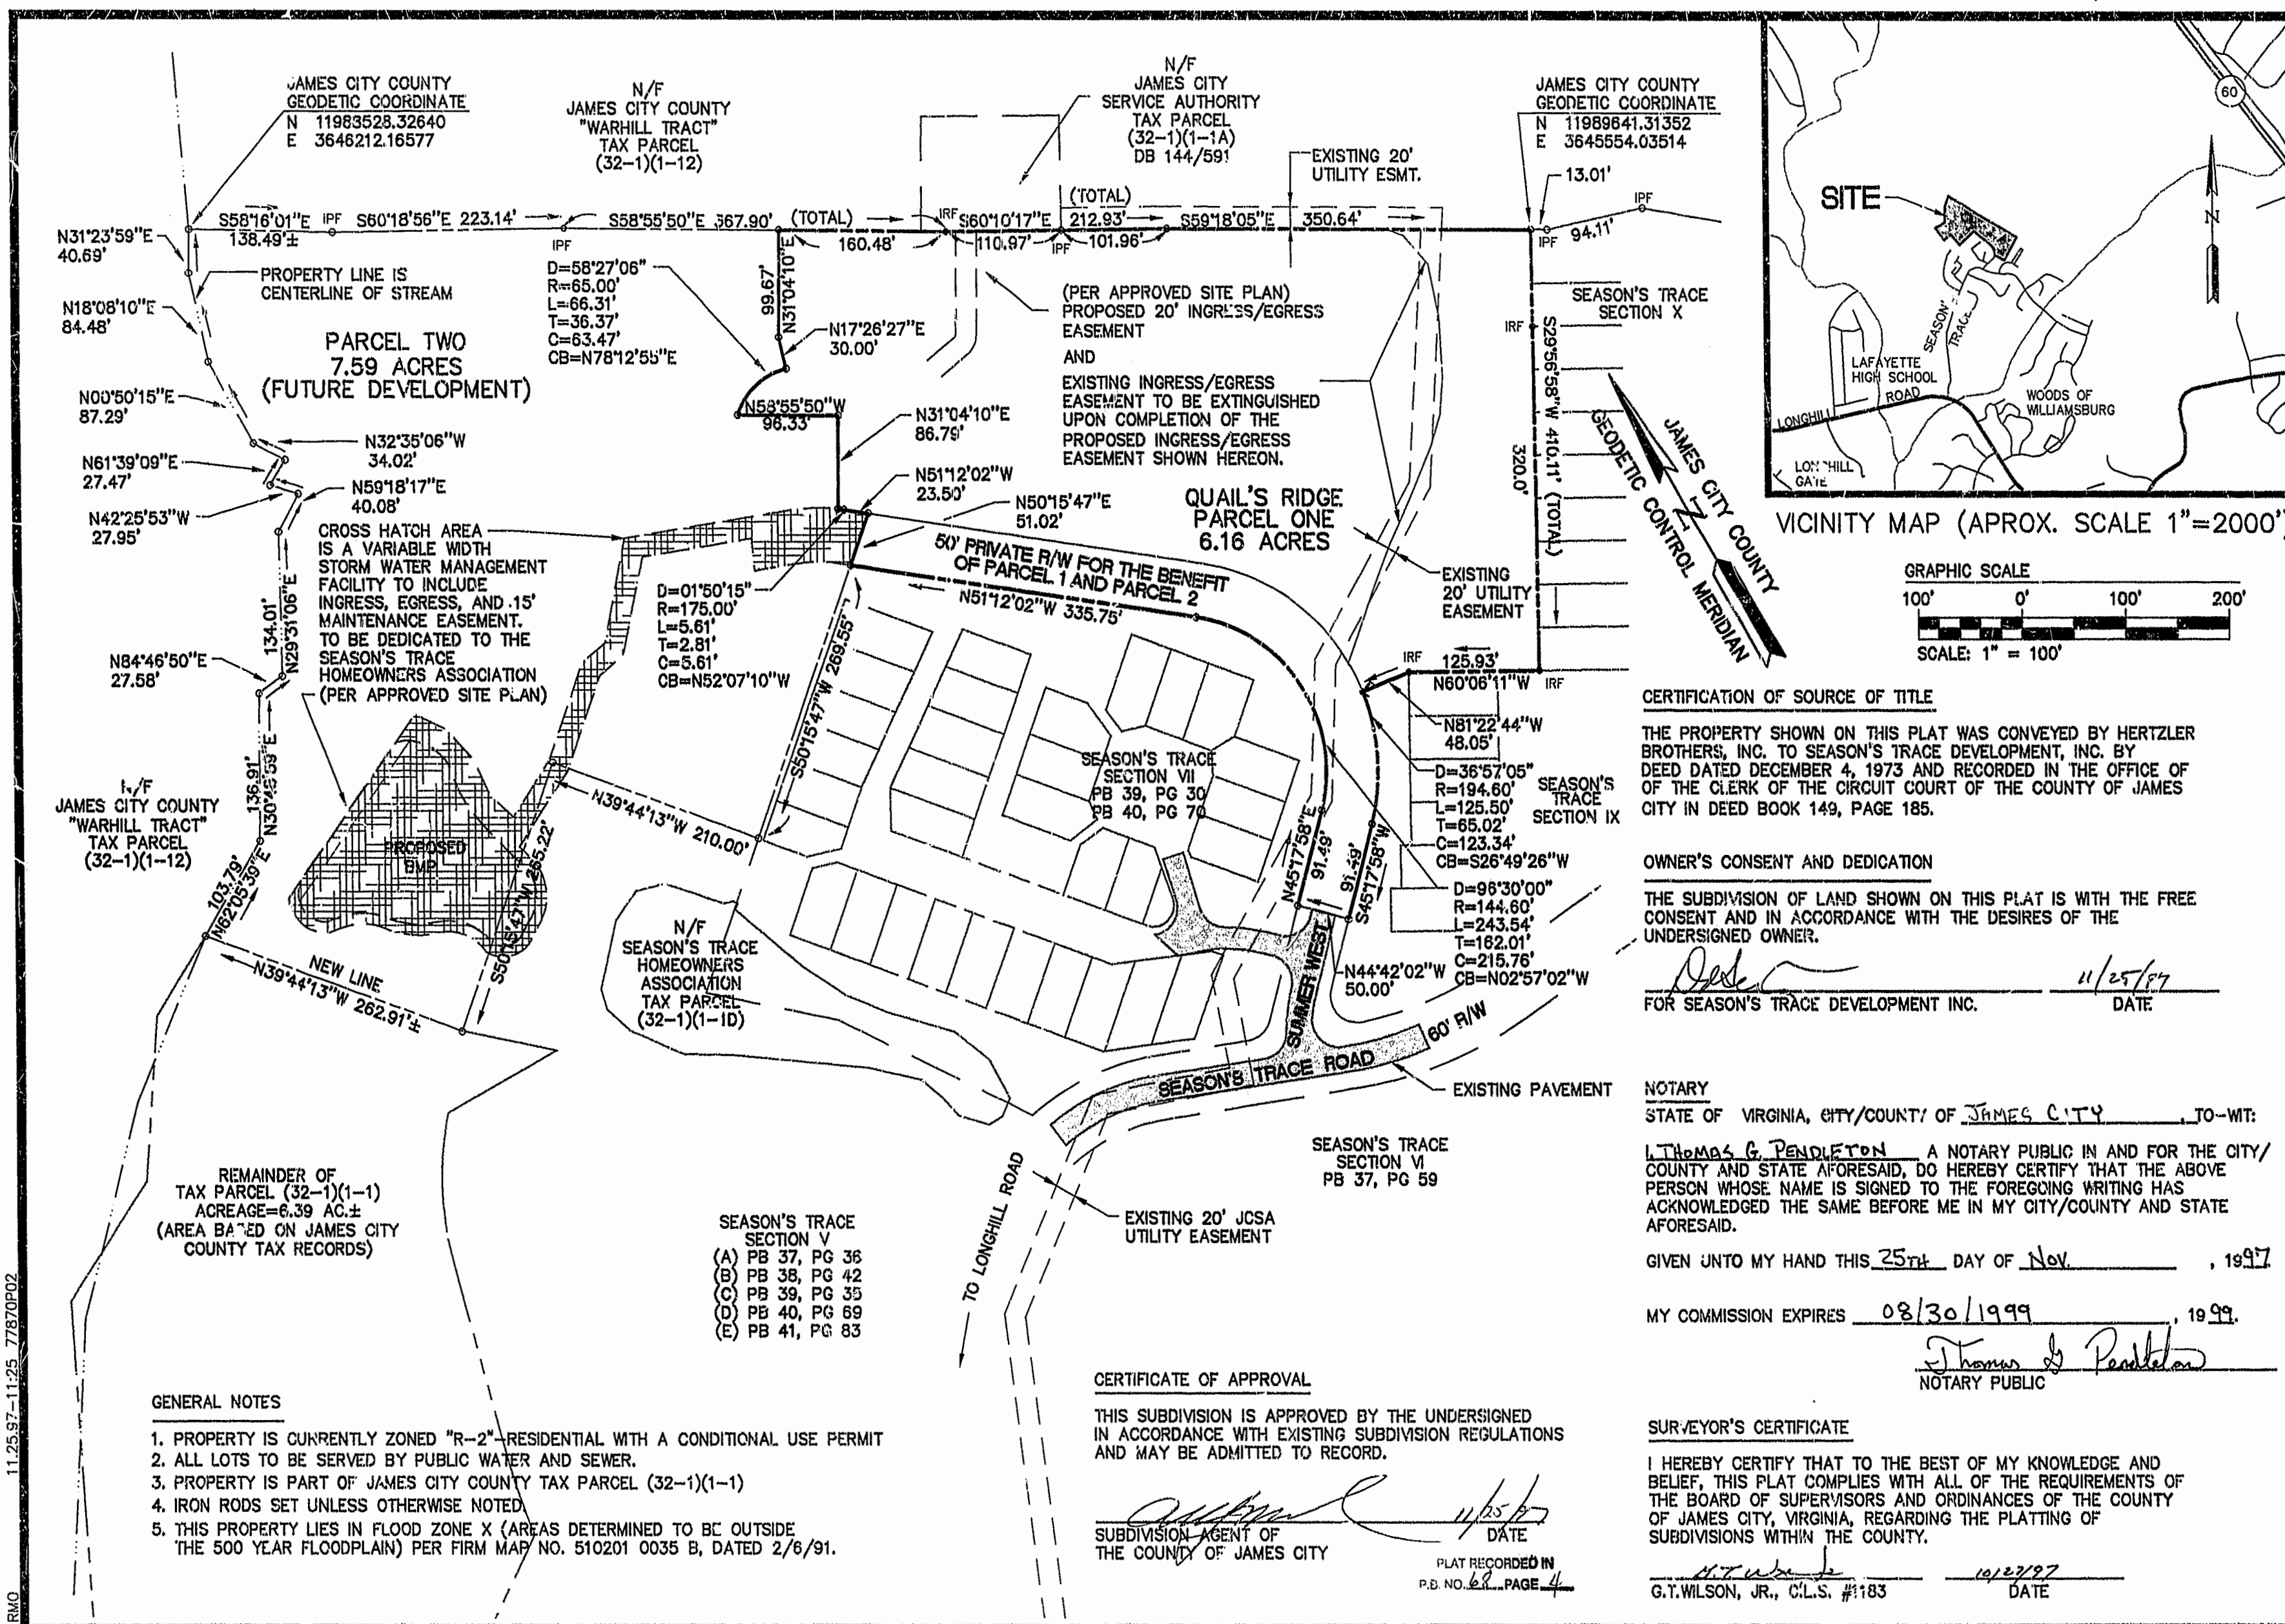 JAMES CITY COUNTY
GEODETIC COORDINATE
N 11983528.32640
E 3646212.16577
N/F
JAMES CITY COUNTY
"WARHILL TRACT"
TAX PARCEL
(32-1)(1-12)
N/F
JAMES CITY
SERVICE AUTHORITY
TAX PARCEL
(32-1)(1-1A)
DB 144/591
EXISTING 20'
UTILITY ESMT.
JAMES CITY COUNTY
GEODETIC COORDINATE
N 11989641.31352
E 3645554.03514
13.01'
IPF
94.11'
IPF
S58°16'01"E
138.49'±
IPF
S60°18'56"E 223.14'
IPF
S58°55'50"E 367.90'
(TOTAL)
160.48'
IRF
S60°10'17"E
110.97'
(TOTAL)
212.93'
IPF
101.96'
S59°18'05"E 350.64'
N31°23'59"E
40.69'
PROPERTY LINE IS
CENTERLINE OF STREAM
N18°08'10"E
84.48'
PARCEL TWO
7.59 ACRES
(FUTURE DEVELOPMENT)
D=58°27'06"
R=65.00'
L=66.31'
T=36.37'
C=63.47'
CB=N78°12'55"E
99.67'
N31°04'10"E
N17°26'27"E
30.00'
(PER APPROVED SITE PLAN)
PROPOSED 20' INGRESS/EGRESS
EASEMENT
AND
EXISTING INGRESS/EGRESS
EASEMENT TO BE EXTINGUISHED
UPON COMPLETION OF THE
PROPOSED INGRESS/EGRESS
EASEMENT SHOWN HEREON.
SEASON'S TRACE
SECTION X
IRF
S29°56'58"W 410.11' (TOTAL)
320.0'
N00°50'15"E
87.29'
N58°55'50"W
96.33'
N31°04'10"E
86.79'
N32°35'06"W
34.02'
N61°39'09"E
27.47'
N59°18'17"E
40.08'
N42°25'53"W
27.95'
N51°12'02"W
23.50'
N50°15'47"E
51.02'
QUAIL'S RIDGE
PARCEL ONE
6.16 ACRES
CROSS HATCH AREA
IS A VARIABLE WIDTH
STORM WATER MANAGEMENT
FACILITY TO INCLUDE
INGRESS, EGRESS, AND 15'
MAINTENANCE EASEMENT.
TO BE DEDICATED TO THE
SEASON'S TRACE
HOMEOWNERS ASSOCIATION
(PER APPROVED SITE PLAN)
134.01'
N29°31'06"E
50' PRIVATE R/W FOR THE BENEFIT
OF PARCEL 1 AND PARCEL 2
N51°12'02"W 335.75'
D=01°50'15"
R=175.00'
L=5.61'
T=2.81'
C=5.61'
CB=N52°07'10"W
S50°15'47"W 269.55'
EXISTING
20' UTILITY
EASEMENT
IRF
125.93'
N60°06'11"W
IRF
N81°22'44"W
48.05'
N84°46'50"E
27.58'
136.91'
N/F
JAMES CITY COUNTY
"WARHILL TRACT"
TAX PARCEL
(32-1)(1-12)
103.79'
N62°05'39"E
PROPOSED
BMP
S50°15'47"W 265.22'
N39°44'13"W 210.00'
NEW LINE
N39°44'13"W 262.91'±
SEASON'S TRACE
SECTION VII
PB 39, PG 30
PB 40, PG 70
D=36°57'05"
R=194.60'
L=125.50'
T=65.02'
C=123.34'
CB=S26°49'26"W
SEASON'S
TRACE
SECTION IX
D=96°30'00"
R=144.60'
L=243.54'
T=162.01'
C=215.76'
CB=N02°57'02"W
N45°17'58"E
91.49'
91.49'
S45°17'58"W
N44°42'02"W
50.00'
N/F
SEASON'S TRACE
HOMEOWNERS
ASSOCIATION
TAX PARCEL
(32-1)(1-1D)
SUMMER WEST
SEASON'S TRACE ROAD
60' R/W
EXISTING PAVEMENT
SEASON'S TRACE
SECTION VI
PB 37, PG 59
REMAINDER OF
TAX PARCEL (32-1)(1-1)
ACREAGE=6.39 AC.±
(AREA BASED ON JAMES CITY
COUNTY TAX RECORDS)
SEASON'S TRACE
SECTION V
(A) PB 37, PG 36
(B) PB 38, PG 42
(C) PB 39, PG 35
(D) PB 40, PG 69
(E) PB 41, PG 83
TO LONGHILL ROAD
EXISTING 20' JCSA
UTILITY EASEMENT
GENERAL NOTES
1. PROPERTY IS CURRENTLY ZONED "R-2"-RESIDENTIAL WITH A CONDITIONAL USE PERMIT
2. ALL LOTS TO BE SERVED BY PUBLIC WATER AND SEWER.
3. PROPERTY IS PART OF JAMES CITY COUNTY TAX PARCEL (32-1)(1-1)
4. IRON RODS SET UNLESS OTHERWISE NOTED
5. THIS PROPERTY LIES IN FLOOD ZONE X (AREAS DETERMINED TO BE OUTSIDE
THE 500 YEAR FLOODPLAIN) PER FIRM MAP NO. 510201 0035 B, DATED 2/6/91.
CERTIFICATE OF APPROVAL
THIS SUBDIVISION IS APPROVED BY THE UNDERSIGNED
IN ACCORDANCE WITH EXISTING SUBDIVISION REGULATIONS
AND MAY BE ADMITTED TO RECORD.
11/25/97
SUBDIVISION AGENT OF
THE COUNTY OF JAMES CITY
DATE
PLAT RECORDED IN
P.B. NO. 68 PAGE 4
60
SITE
N
SEASON'
TRACE
LAFAYETTE
HIGH SCHOOL
LONGHILL
ROAD
WOODS OF
WILLIAMSBURG
GATE
VICINITY MAP (APROX. SCALE 1"=2000')
JAMES CITY COUNTY
GEODETIC CONTROL MERIDIAN
N
GRAPHIC SCALE
100' 0' 100' 200'
SCALE: 1" = 100'
CERTIFICATION OF SOURCE OF TITLE
THE PROPERTY SHOWN ON THIS PLAT WAS CONVEYED BY HERTZLER
BROTHERS, INC. TO SEASON'S TRACE DEVELOPMENT, INC. BY
DEED DATED DECEMBER 4, 1973 AND RECORDED IN THE OFFICE OF
OF THE CLERK OF THE CIRCUIT COURT OF THE COUNTY OF JAMES
CITY IN DEED BOOK 149, PAGE 185.
OWNER'S CONSENT AND DEDICATION
THE SUBDIVISION OF LAND SHOWN ON THIS PLAT IS WITH THE FREE
CONSENT AND IN ACCORDANCE WITH THE DESIRES OF THE
UNDERSIGNED OWNER.
11/25/97
FOR SEASON'S TRACE DEVELOPMENT INC.
DATE
NOTARY
STATE OF VIRGINIA, CITY/COUNTY OF JAMES CITY, TO-WIT:
I, THOMAS G. PENDLETON A NOTARY PUBLIC IN AND FOR THE CITY/
COUNTY AND STATE AFORESAID, DO HEREBY CERTIFY THAT THE ABOVE
PERSON WHOSE NAME IS SIGNED TO THE FOREGOING WRITING HAS
ACKNOWLEDGED THE SAME BEFORE ME IN MY CITY/COUNTY AND STATE
AFORESAID.
GIVEN UNTO MY HAND THIS 25TH DAY OF NOV. , 1997
MY COMMISSION EXPIRES 08/30/1999 , 1999.
Thomas G Pendleton
NOTARY PUBLIC
SURVEYOR'S CERTIFICATE
I HEREBY CERTIFY THAT TO THE BEST OF MY KNOWLEDGE AND
BELIEF, THIS PLAT COMPLIES WITH ALL OF THE REQUIREMENTS OF
THE BOARD OF SUPERVISORS AND ORDINANCES OF THE COUNTY
OF JAMES CITY, VIRGINIA, REGARDING THE PLATTING OF
SUBDIVISIONS WITHIN THE COUNTY.
G.T.WILSON, JR., C.L.S. #1183
DATE
11.25.97-11:25 77870P02
RMO